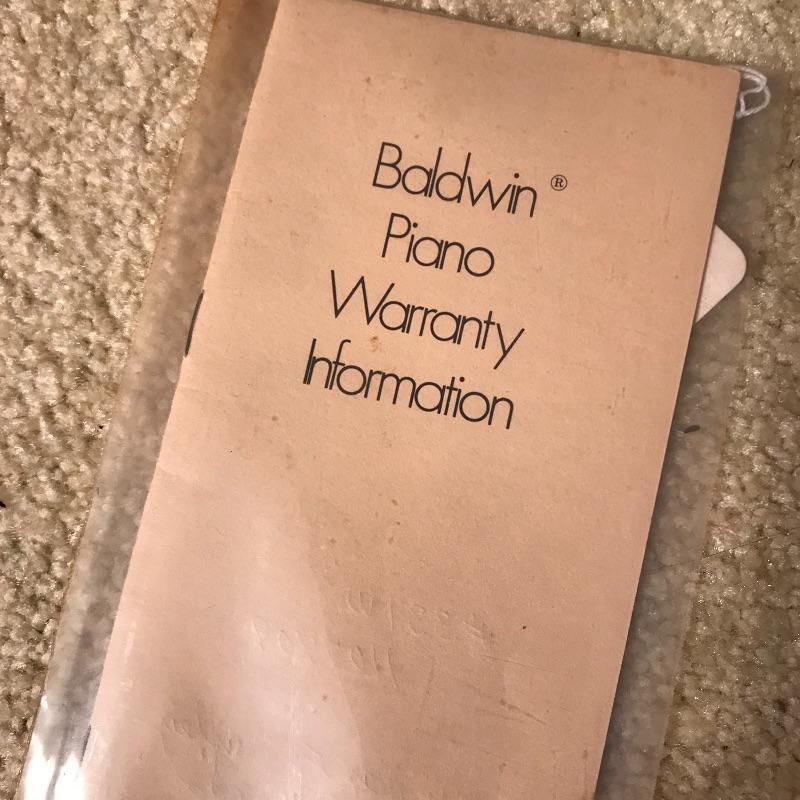 Baldwin ®
Piano
Warranty
Information